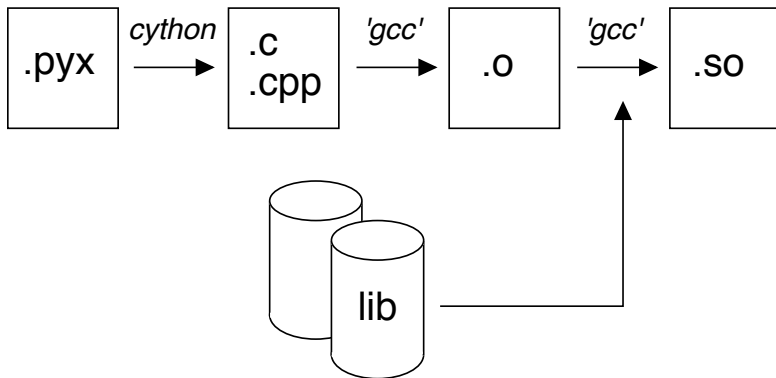 cython
'gcc'
'gcc'
.pyx
.c
.cpp
.o
.so
lib